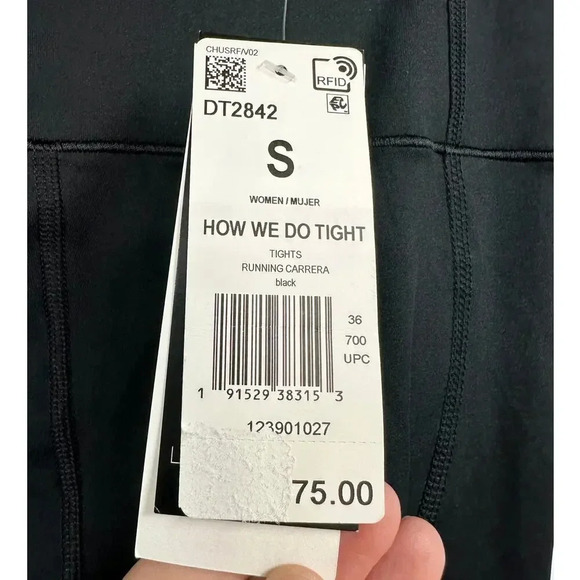 CHUSRF/V02
RFID
DT2842
S
WOMEN / MUJER
HOW WE DO TIGHT
TIGHTS
RUNNING CARRERA
black
36
700
UPC
1 91529 38315 3
123901027
75.00